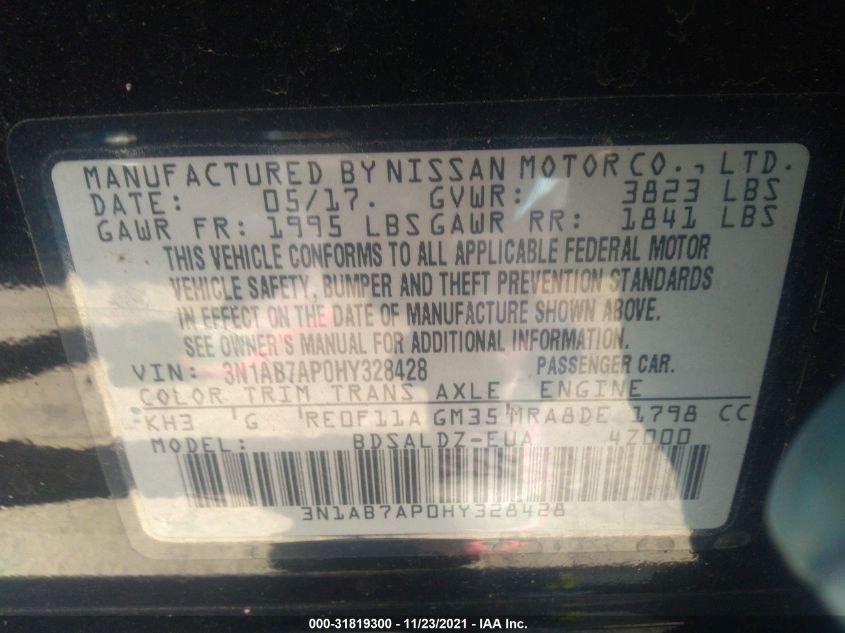 MANUFACTURED BY NISSAN MOTOR CO., LTD.
DATE: 05/17. GVWR: 3823 LBS
GAWR FR: 1995 LBS GAWR RR: 1841 LBS
THIS VEHICLE CONFORMS TO ALL APPLICABLE FEDERAL MOTOR
VEHICLE SAFETY, BUMPER AND THEFT PREVENTION STANDARDS
IN EFFECT ON THE DATE OF MANUFACTURE SHOWN ABOVE.
SEE OWNER'S MANUAL FOR ADDITIONAL INFORMATION.
VIN: 3N1AB7AP0HY328428 PASSENGER CAR.
COLOR TRIM TRANS AXLE ENGINE
KH3 G RE0F11A GM35 MRA8DE 1798 CC
MODEL: BDSALDZ-EUA 47000
3N1AB7AP0HY328428
000-31819300 - 11/23/2021 - IAA Inc.